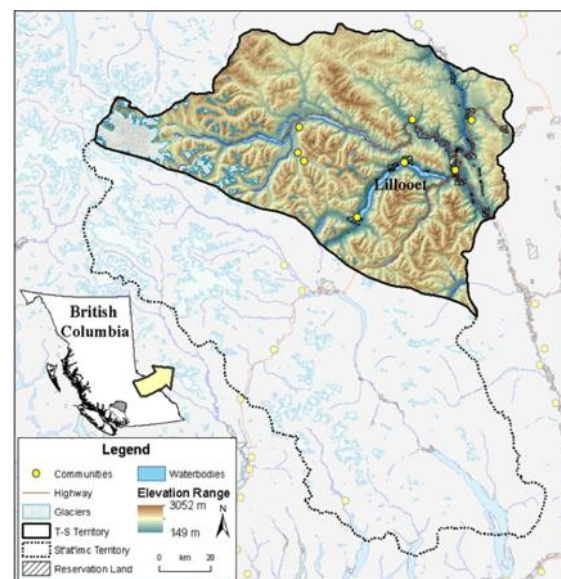 Lillooet
British
Columbia
Legend
Communities
Highway
Glaciers
T-S Territory
St'at'imc Territory
Reservation Land
Waterbodies
Elevation Range
3052 m
149 m
N
0 20
km